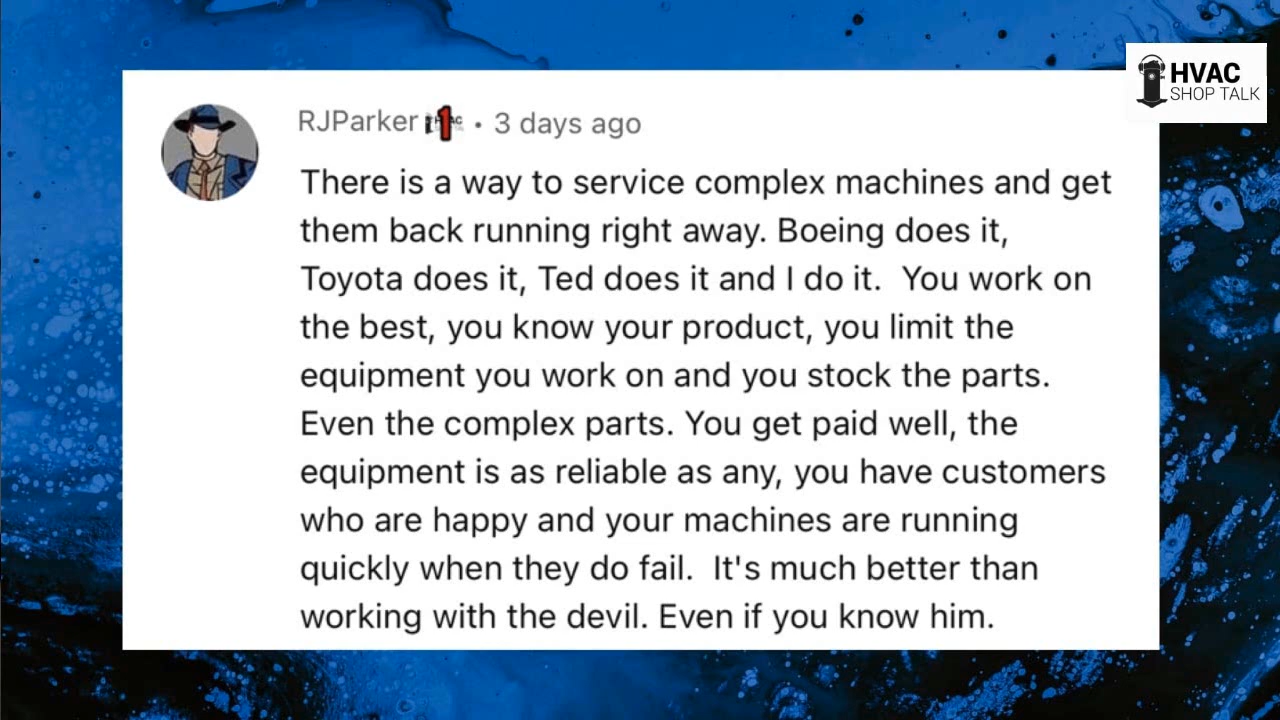 HVAC
SHOP TALK
RJParker 1 • 3 days ago
There is a way to service complex machines and get
them back running right away. Boeing does it,
Toyota does it, Ted does it and I do it.  You work on
the best, you know your product, you limit the
equipment you work on and you stock the parts.
Even the complex parts. You get paid well, the
equipment is as reliable as any, you have customers
who are happy and your machines are running
quickly when they do fail.  It's much better than
working with the devil. Even if you know him.